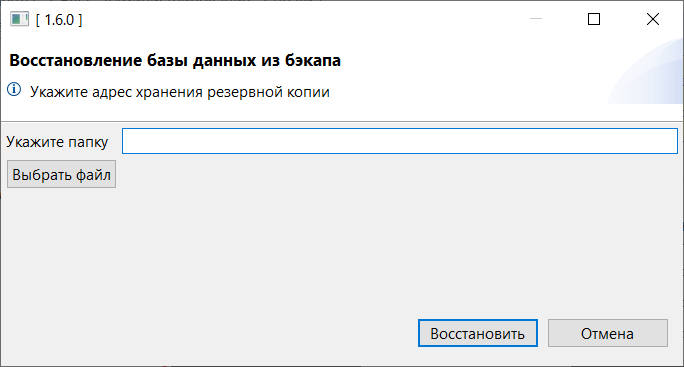 [ 1.6.0 ]
Восстановление базы данных из бэкапа
Укажите адрес хранения резервной копии
Укажите папку
Выбрать файл
Восстановить Отмена